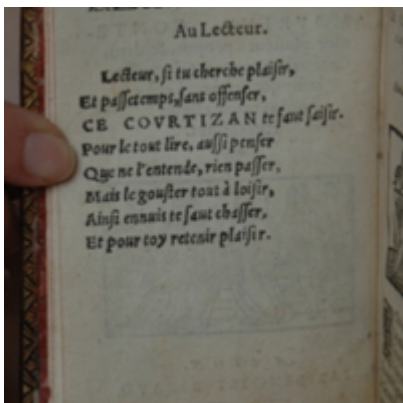 Au Lecteur.
Lecteur, ſi tu cherche plaiſir,
Et paſſetemps, ſans offenſer,
CE COVRTIZAN te faut ſaiſir.
Pour le tout lire, auſſi penſer
Que ne l'entende, rien paſſer,
Mais le gouſter tout à loiſir,
Ainſi ennuis te faut chaſſer,
Et pour toy retenir plaiſir.